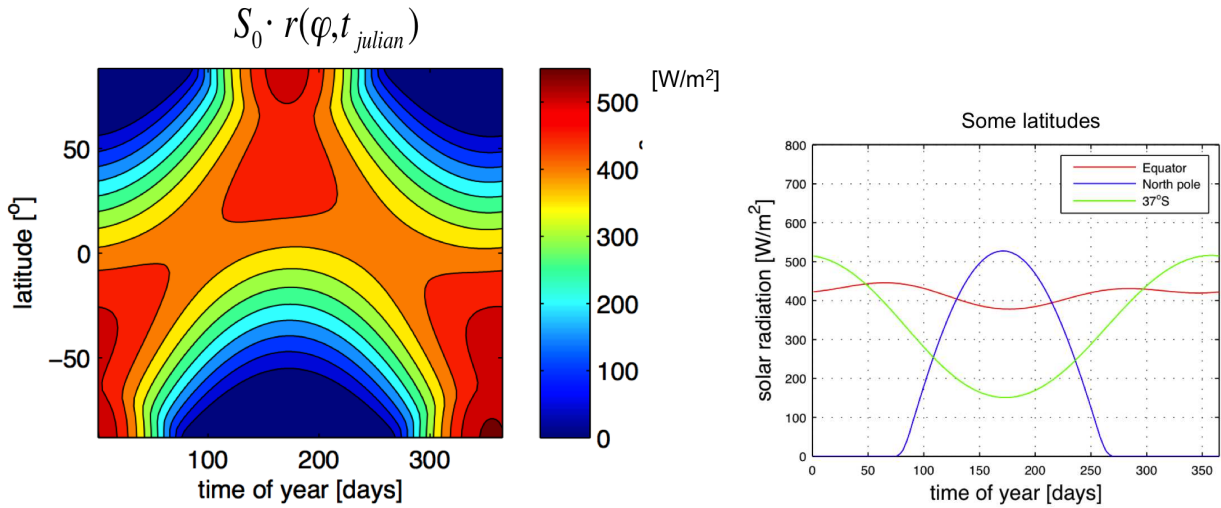 S₀· r(φ,t julian)
[W/m²]
50
0
−50
latitude [º]
100
200
300
time of year [days]
500
400
300
200
100
0
Some latitudes
800
700
600
500
400
300
200
100
0
solar radiation [W/m²]
Equator
North pole
37°S
0
50
100
150
200
250
300
350
time of year [days]